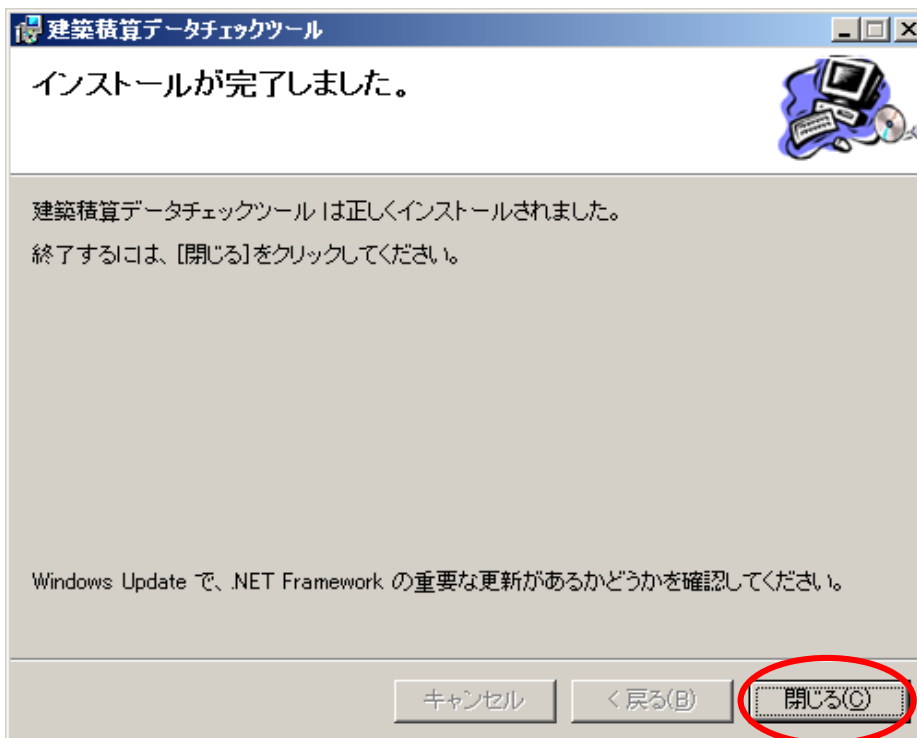 建築積算データチェックツール
インストールが完了しました。
建築積算データチェックツール は正しくインストールされました。
終了するには、[閉じる]をクリックしてください。
Windows Update で、.NET Framework の重要な更新があるかどうかを確認してください。
キャンセル
< 戻る(B)
閉じる(C)